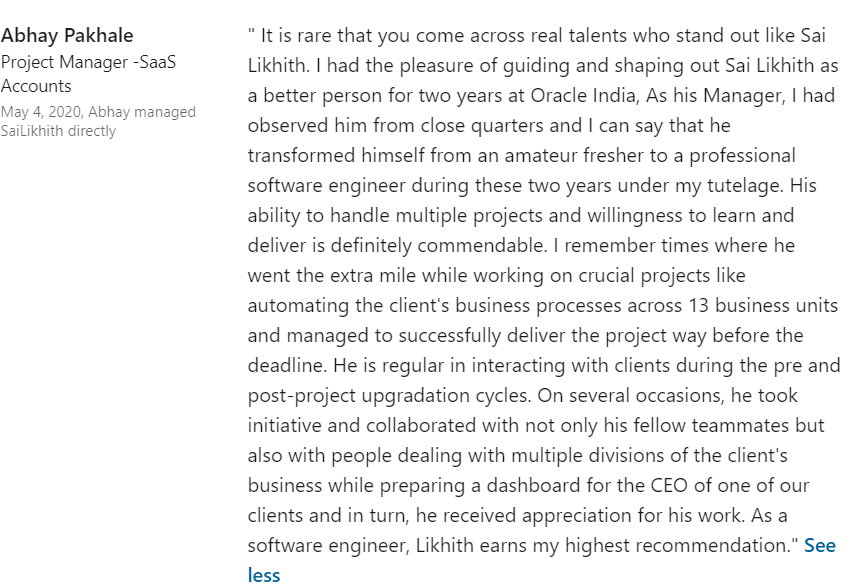 Abhay Pakhale
Project Manager -SaaS
Accounts
May 4, 2020, Abhay managed
SaiLikhith directly
" It is rare that you come across real talents who stand out like Sai
Likhith. I had the pleasure of guiding and shaping out Sai Likhith as
a better person for two years at Oracle India, As his Manager, I had
observed him from close quarters and I can say that he
transformed himself from an amateur fresher to a professional
software engineer during these two years under my tutelage. His
ability to handle multiple projects and willingness to learn and
deliver is definitely commendable. I remember times where he
went the extra mile while working on crucial projects like
automating the client's business processes across 13 business units
and managed to successfully deliver the project way before the
deadline. He is regular in interacting with clients during the pre and
post-project upgradation cycles. On several occasions, he took
initiative and collaborated with not only his fellow teammates but
also with people dealing with multiple divisions of the client's
business while preparing a dashboard for the CEO of one of our
clients and in turn, he received appreciation for his work. As a
software engineer, Likhith earns my highest recommendation." See
less